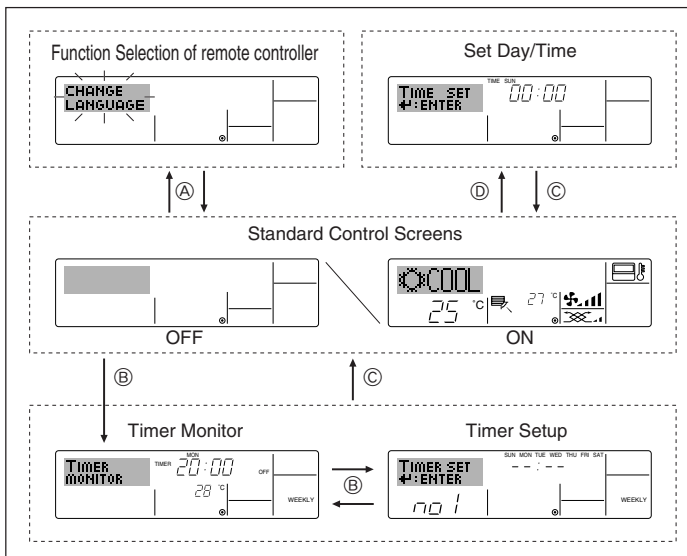 Function Selection of remote controller
CHANGE
LANGUAGE
Set Day/Time
TIME SUN
TIME SET 00:00
↵:ENTER
Ⓐ
Ⓓ
Ⓒ
Standard Control Screens
COOL
25 °C
27 °C
OFF
ON
Ⓑ
Ⓒ
Timer Monitor
MON
TIMER
MONITOR
TIMER 20:00 OFF
28 °C
WEEKLY
Ⓑ
Timer Setup
SUN MON TUE WED THU FRI SAT
TIMER SET --:--
↵:ENTER
no 1
WEEKLY